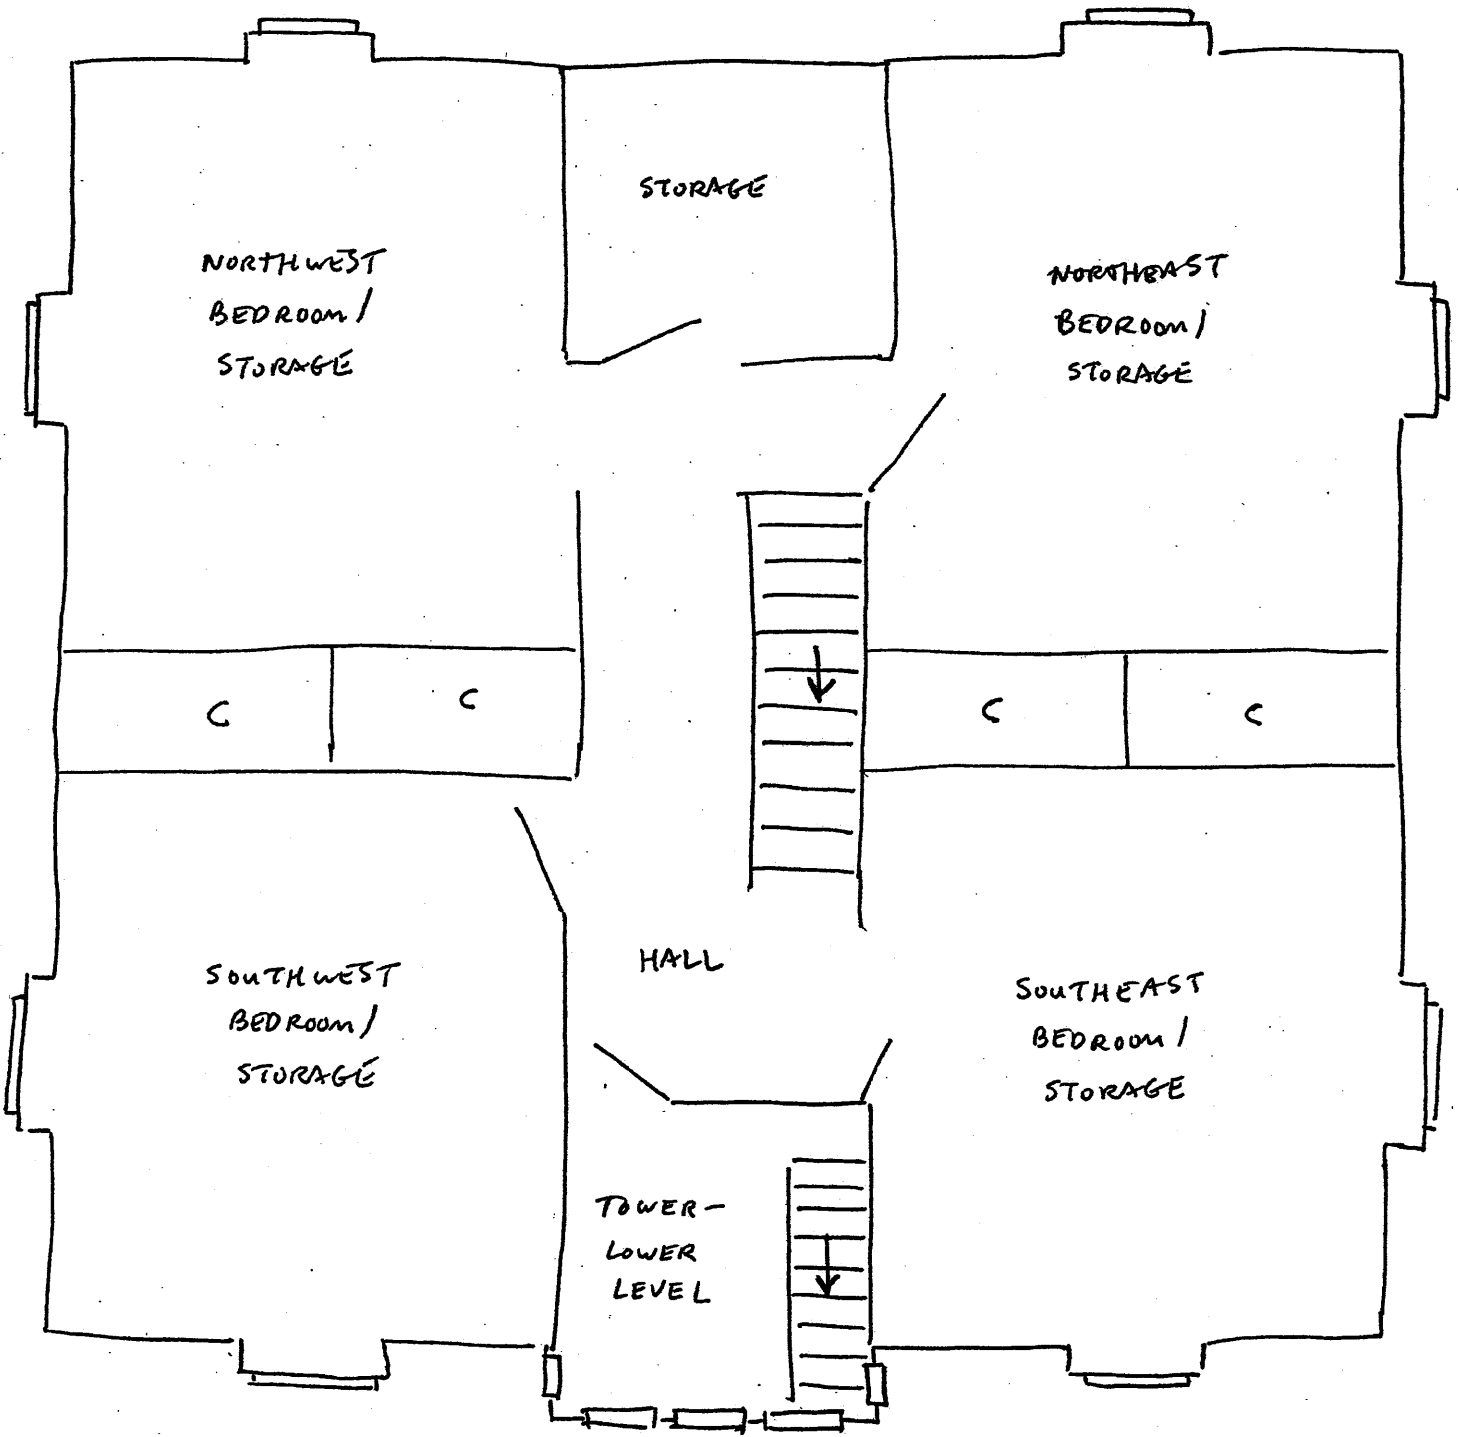 STORAGE
NORTHWEST
BEDROOM/
STORAGE
NORTHEAST
BEDROOM/
STORAGE
C
C
C
C
HALL
SOUTHWEST
BEDROOM/
STORAGE
SOUTHEAST
BEDROOM/
STORAGE
TOWER-
LOWER
LEVEL